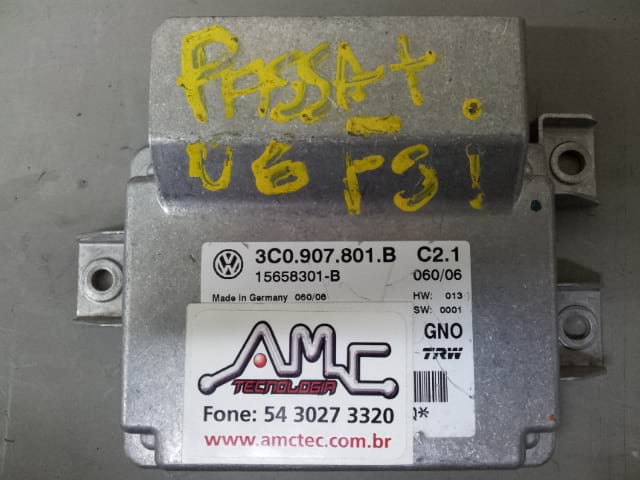 PASSAT.
V6 FSI
3C0.907.801.B C2.1
15658301-B 060/06
Made in Germany 060/06 HW: 013
SW: 0001
GNO
TRW
AMC
TECNOLOGIA
Q*
Fone: 54 3027 3320
www.amctec.com.br